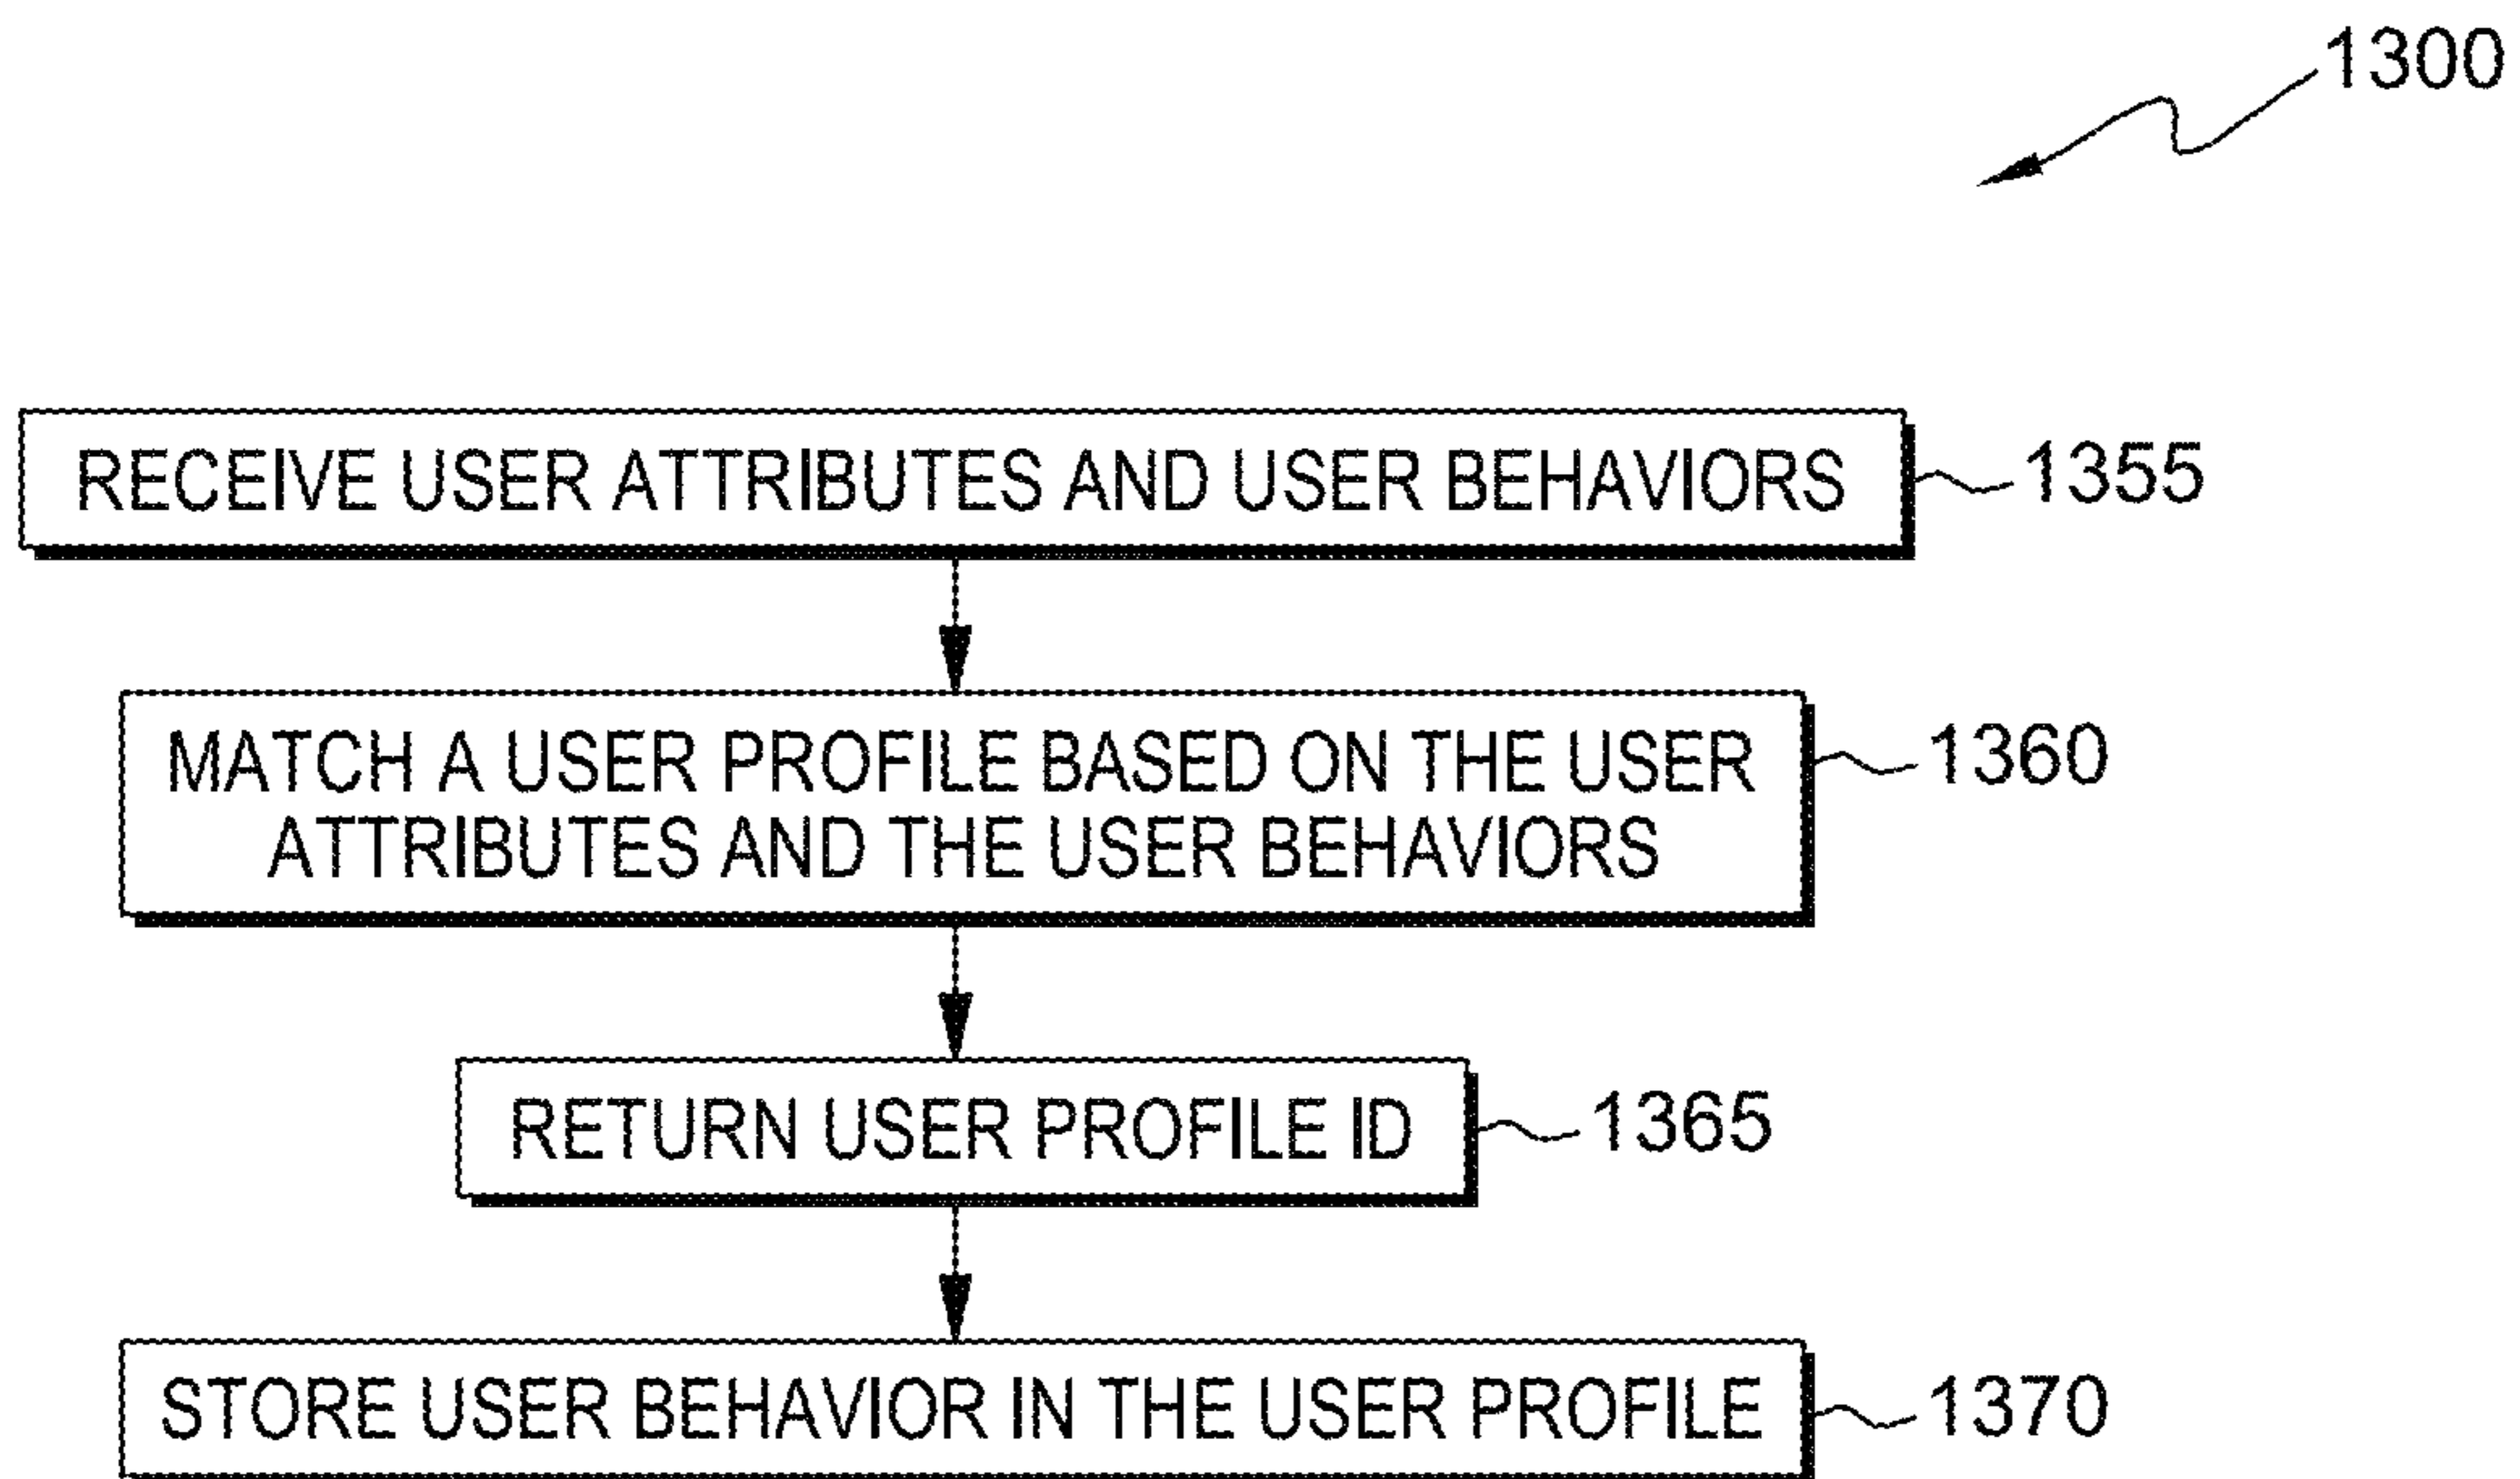 1300
RECEIVE USER ATTRIBUTES AND USER BEHAVIORS
1355
MATCH A USER PROFILE BASED ON THE USER
ATTRIBUTES AND THE USER BEHAVIORS
1360
RETURN USER PROFILE ID
1365
STORE USER BEHAVIOR IN THE USER PROFILE
1370